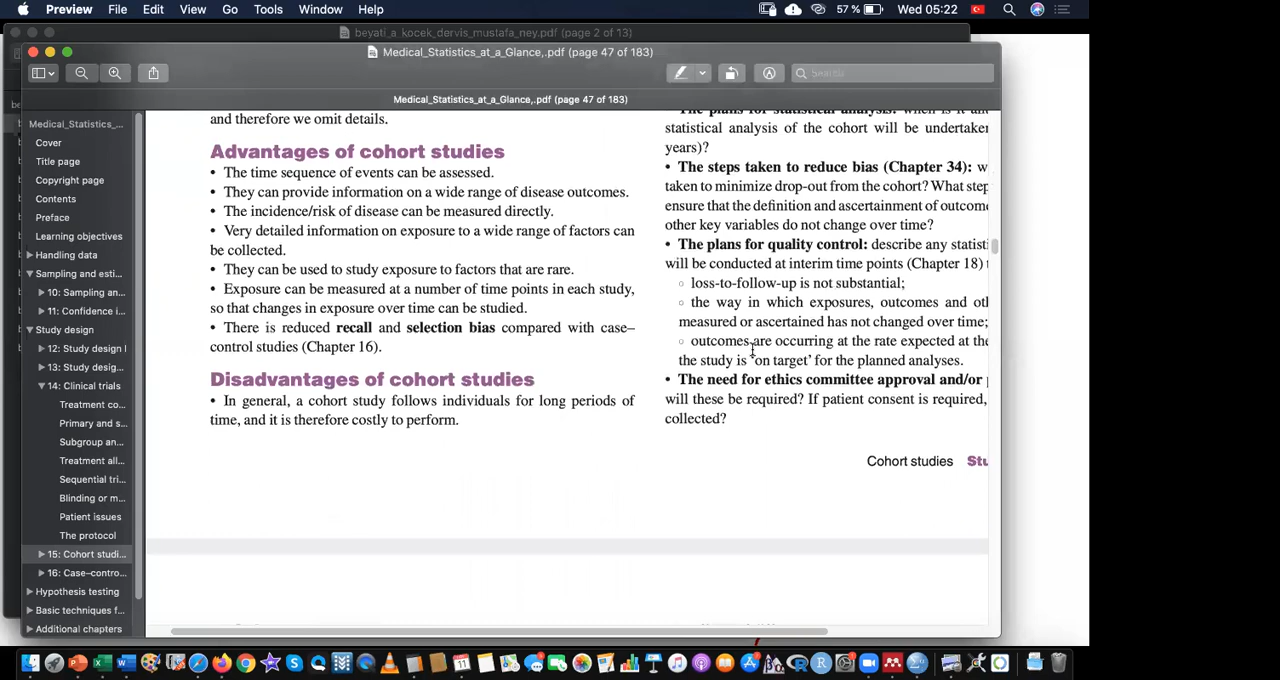 Preview File Edit View Go Tools Window Help 57 % Wed 05:22
beyati_a_kocek_dervis_mustafa_ney.pdf (page 2 of 13)
Medical_Statistics_at_a_Glance,.pdf (page 47 of 183)
Search
Medical_Statistics_at_a_Glance,.pdf (page 47 of 183)
Medical_Statistics_...
Cover
Title page
Copyright page
Contents
Preface
Learning objectives
Handling data
Sampling and esti...
10: Sampling an...
11: Confidence i...
Study design
12: Study design I
13: Study desig...
14: Clinical trials
Treatment co...
Primary and s...
Subgroup an...
Treatment all...
Sequential tri...
Blinding or m...
Patient issues
The protocol
15: Cohort studi...
16: Case–contro...
Hypothesis testing
Basic techniques f...
Additional chapters
and therefore we omit details.
Advantages of cohort studies
• The time sequence of events can be assessed.
• They can provide information on a wide range of disease outcomes.
• The incidence/risk of disease can be measured directly.
• Very detailed information on exposure to a wide range of factors can
be collected.
• They can be used to study exposure to factors that are rare.
• Exposure can be measured at a number of time points in each study,
so that changes in exposure over time can be studied.
• There is reduced recall and selection bias compared with case–
control studies (Chapter 16).
Disadvantages of cohort studies
• In general, a cohort study follows individuals for long periods of
time, and it is therefore costly to perform.
The plans for statistical analysis: when is it
statistical analysis of the cohort will be undertaken
years)?
• The steps taken to reduce bias (Chapter 34): w
taken to minimize drop-out from the cohort? What step
ensure that the definition and ascertainment of outcom
other key variables do not change over time?
• The plans for quality control: describe any statisti
will be conducted at interim time points (Chapter 18) t
○ loss-to-follow-up is not substantial;
○ the way in which exposures, outcomes and oth
measured or ascertained has not changed over time;
○ outcomes are occurring at the rate expected at the
the study is 'on target' for the planned analyses.
• The need for ethics committee approval and/or p
will these be required? If patient consent is required,
collected?
Cohort studies Stu